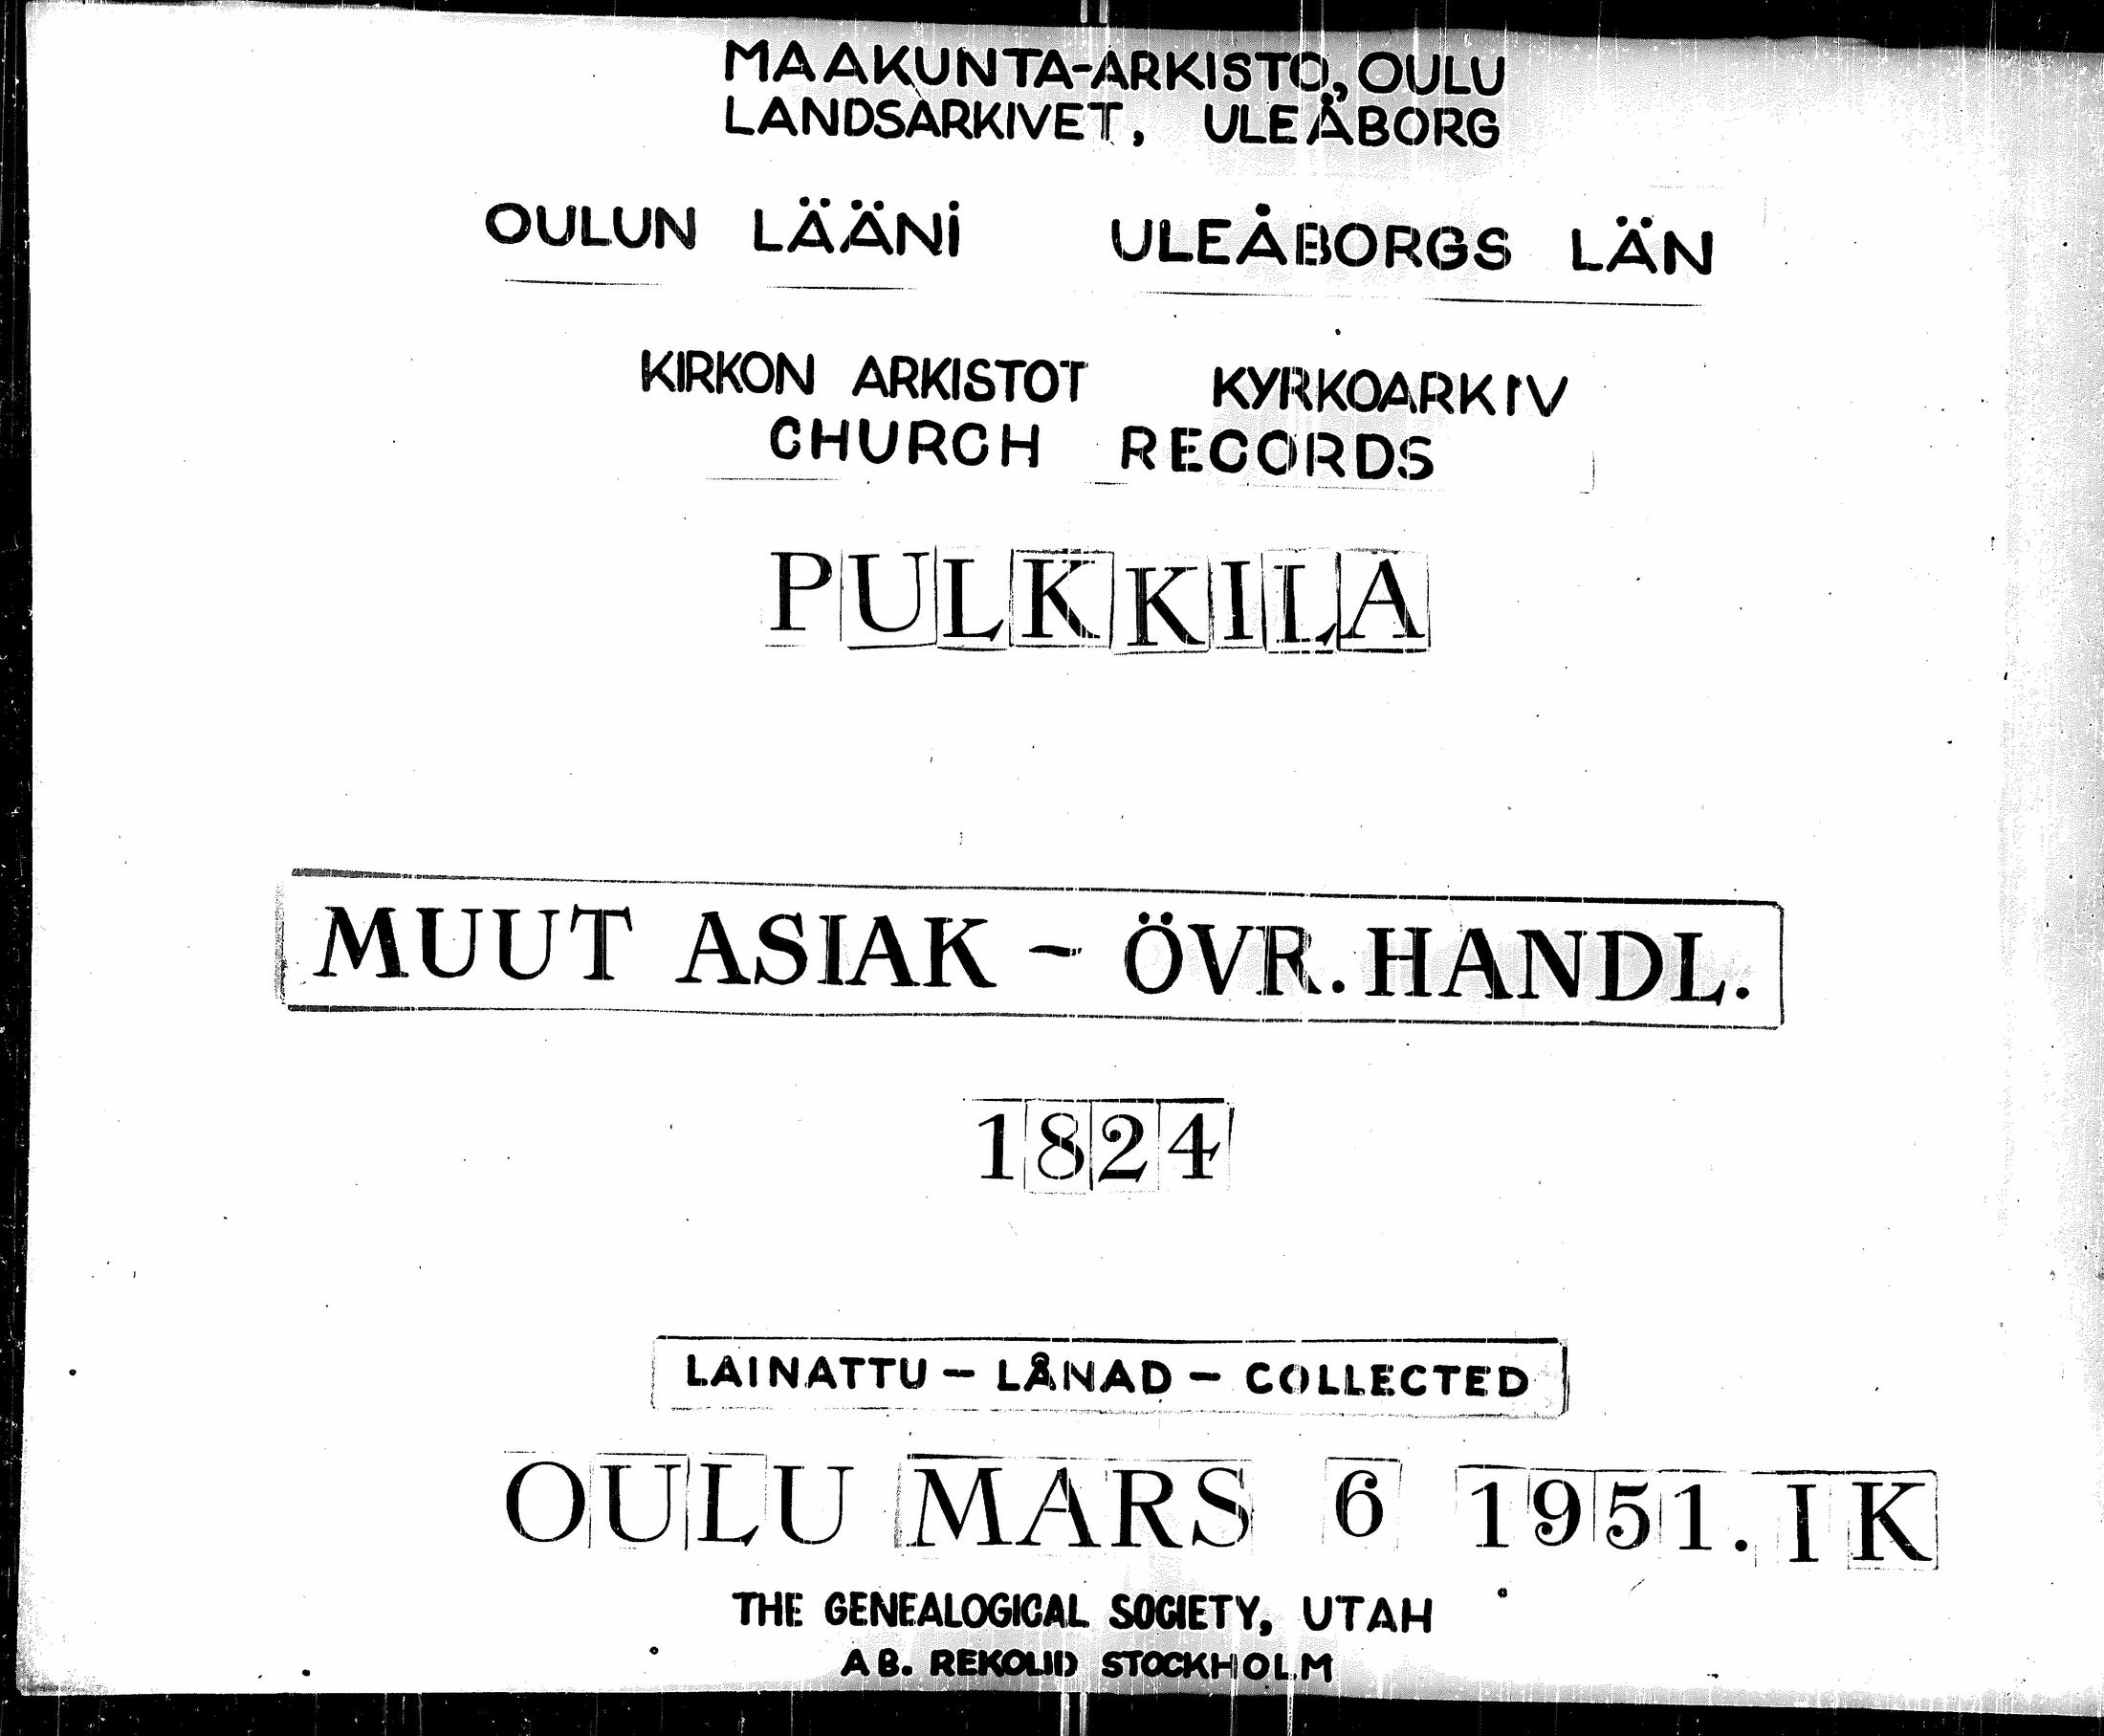 MAAKUNTA-ARKISTO, OULU
LANDSARKIVET, ULEÅBORG
OULUN LÄÄNI ULEÅBORGS LÄN
KIRKON ARKISTOT KYRKOARKIV
CHURCH RECORDS
PULKKILA
MUUT ASIAK - ÖVR. HANDL.
1824
LAINATTU - LÅNAD - COLLECTED
OULU MARS 6 1951. IK
THE GENEALOGICAL SOCIETY, UTAH
AB. REKOLID STOCKHOLM